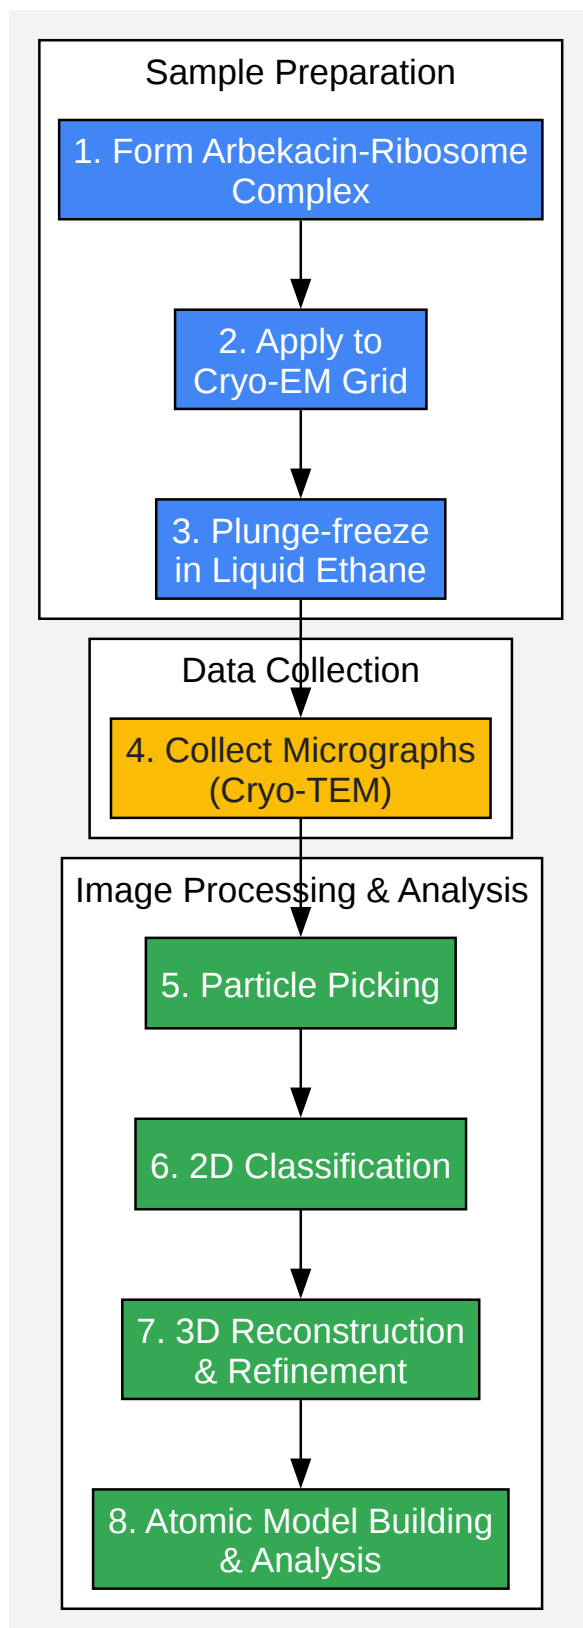 Sample Preparation
1. Form Arbekacin-Ribosome
Complex
2. Apply to
Cryo-EM Grid
3. Plunge-freeze
in Liquid Ethane
Data Collection
4. Collect Micrographs
(Cryo-TEM)
Image Processing & Analysis
5. Particle Picking
6. 2D Classification
7. 3D Reconstruction
& Refinement
8. Atomic Model Building
& Analysis